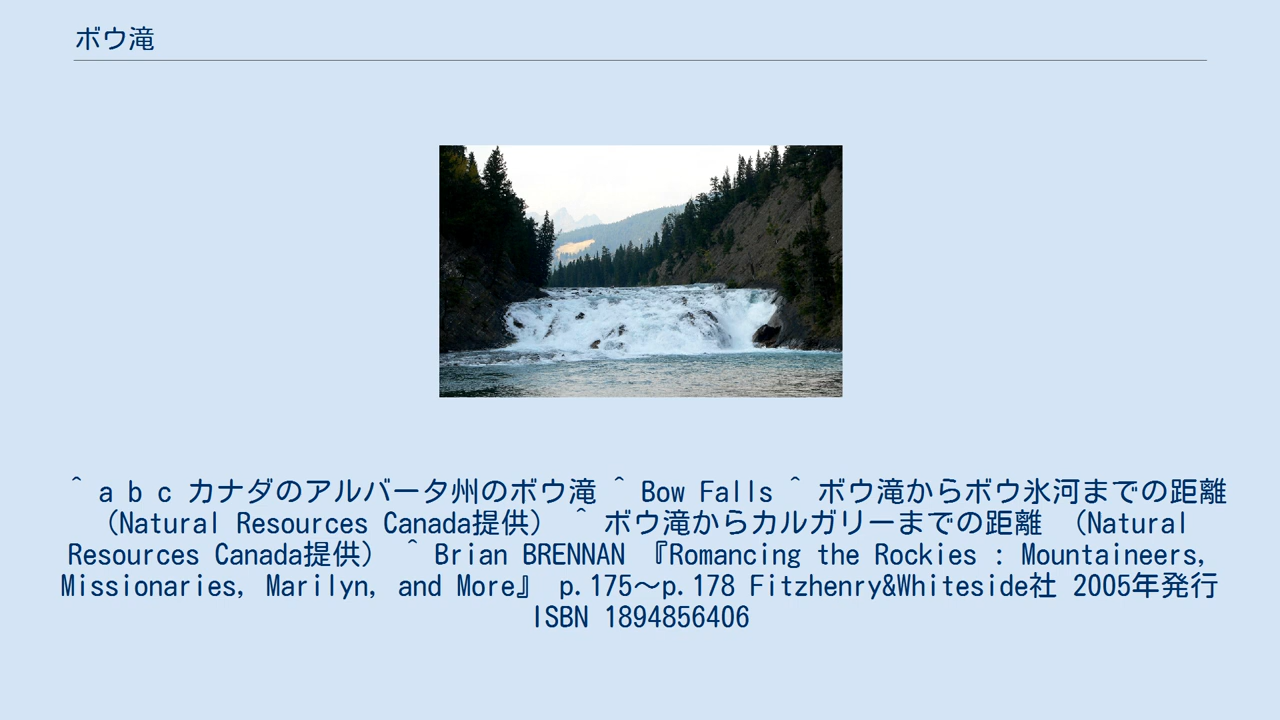 ボウ滝
^ a b c カナダのアルバータ州のボウ滝 ^ Bow Falls ^ ボウ滝からボウ氷河までの距離
（Natural Resources Canada提供） ^ ボウ滝からカルガリーまでの距離 （Natural
Resources Canada提供） ^ Brian BRENNAN 『Romancing the Rockies : Mountaineers,
Missionaries, Marilyn, and More』 p.175～p.178 Fitzhenry&Whiteside社 2005年発行
ISBN 1894856406